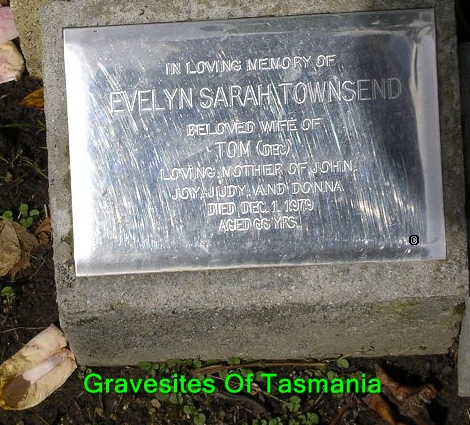 IN LOVING MEMORY OF
EVELYN SARAH TOWNSEND
BELOVED WIFE OF
TOM (DEC)
LOVING MOTHER OF JOHN,
JOY, JUDY, AND DONNA
DIED DEC. 1. 1979
AGED 66 YRS.
Gravesites Of Tasmania